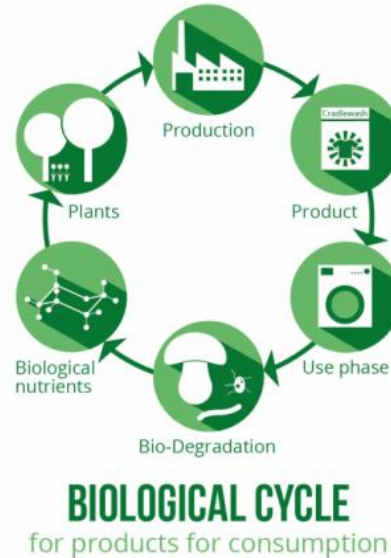 Production
Cradlewash
Product
Use phase
Bio-Degradation
Biological
nutrients
Plants
BIOLOGICAL CYCLE
for products for consumption